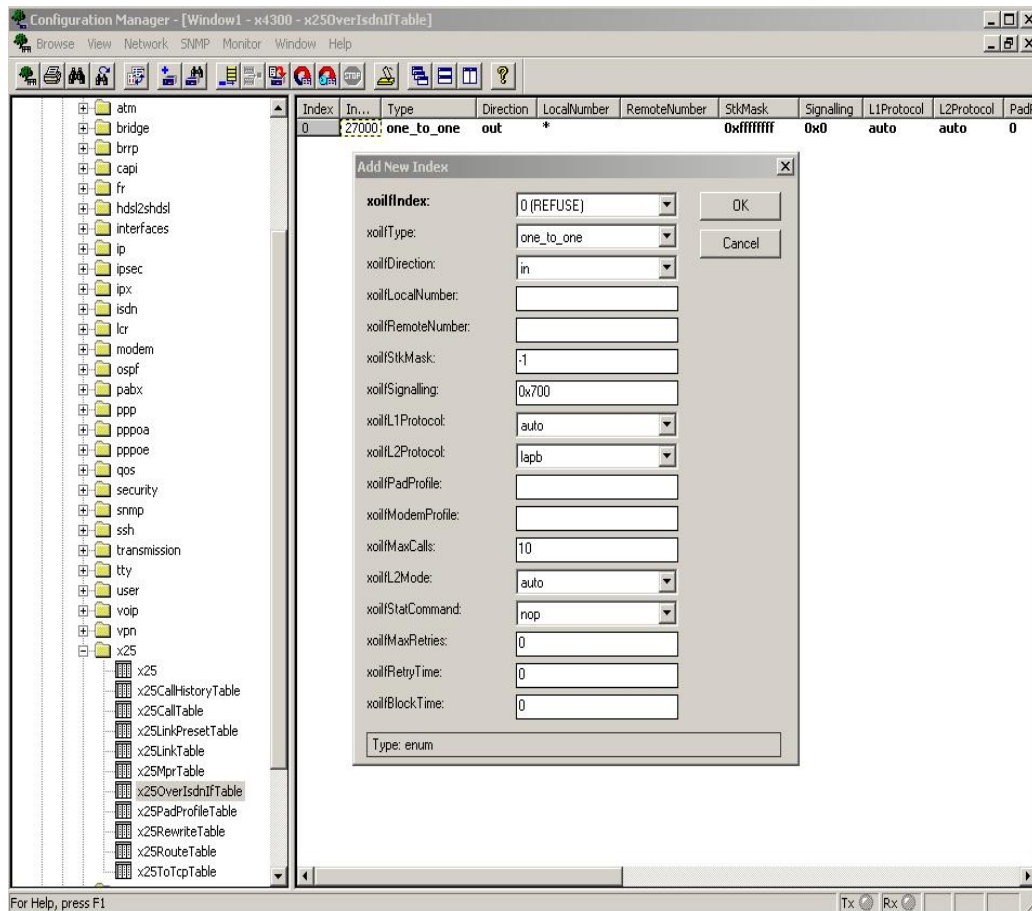 Configuration Manager - [Window1 - x4300 - x25OverIsdnIfTable]
Browse View Network SNMP Monitor Window Help
STOP
atm
bridge
brrp
capi
fr
hdsl2shdsl
interfaces
ip
ipsec
ipx
isdn
lcr
modem
ospf
pabx
ppp
pppoa
pppoe
qos
security
snmp
ssh
transmission
tty
user
voip
vpn
x25
x25
x25CallHistoryTable
x25CallTable
x25LinkPresetTable
x25LinkTable
x25MprTable
x25OverIsdnIfTable
x25PadProfileTable
x25RewriteTable
x25RouteTable
x25ToTcpTable
Index In... Type Direction LocalNumber RemoteNumber StkMask Signalling L1Protocol L2Protocol PadF
0 27000 one_to_one out * 0xffffffff 0x0 auto auto 0
Add New Index
xoiIfIndex: 0 (REFUSE) OK
xoiIfType: one_to_one Cancel
xoiIfDirection: in
xoiIfLocalNumber:
xoiIfRemoteNumber:
xoiIfStkMask: -1
xoiIfSignalling: 0x700
xoiIfL1Protocol: auto
xoiIfL2Protocol: lapb
xoiIfPadProfile:
xoiIfModemProfile:
xoiIfMaxCalls: 10
xoiIfL2Mode: auto
xoiIfStatCommand: nop
xoiIfMaxRetries: 0
xoiIfRetryTime: 0
xoiIfBlockTime: 0
Type: enum
For Help, press F1 Tx Rx